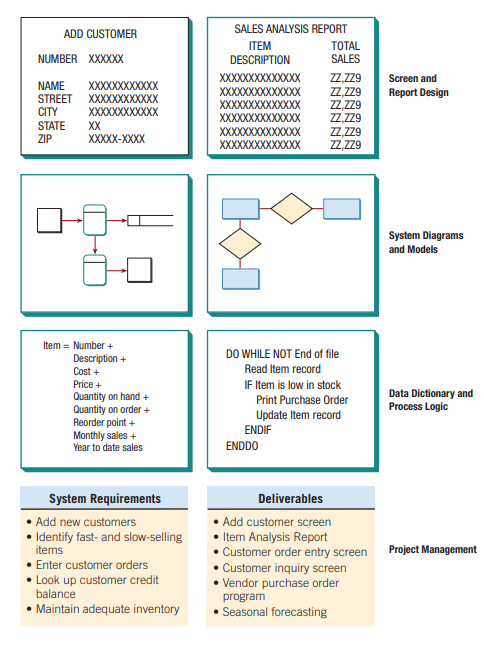 ADD CUSTOMER
NUMBER XXXXXX
NAME XXXXXXXXXXXX
STREET XXXXXXXXXXXX
CITY XXXXXXXXXXXX
STATE XX
ZIP XXXXX-XXXX
SALES ANALYSIS REPORT
ITEM TOTAL
DESCRIPTION SALES
XXXXXXXXXXXXXX ZZ,ZZ9
XXXXXXXXXXXXXX ZZ,ZZ9
XXXXXXXXXXXXXX ZZ,ZZ9
XXXXXXXXXXXXXX ZZ,ZZ9
XXXXXXXXXXXXXX ZZ,ZZ9
XXXXXXXXXXXXXX ZZ,ZZ9
Screen and
Report Design
System Diagrams
and Models
Item = Number +
Description +
Cost +
Price +
Quantity on hand +
Quantity on order +
Reorder point +
Monthly sales +
Year to date sales
DO WHILE NOT End of file
Read Item record
IF Item is low in stock
Print Purchase Order
Update Item record
ENDIF
ENDDO
Data Dictionary and
Process Logic
System Requirements
• Add new customers
• Identify fast- and slow-selling
items
• Enter customer orders
• Look up customer credit
balance
• Maintain adequate inventory
Deliverables
• Add customer screen
• Item Analysis Report
• Customer order entry screen
• Customer inquiry screen
• Vendor purchase order
program
• Seasonal forecasting
Project Management